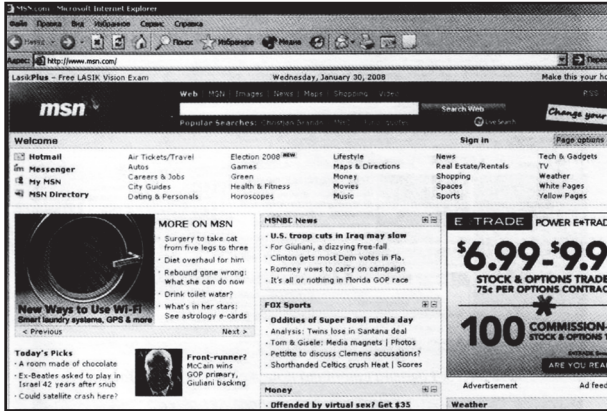 MSN.com - Microsoft Internet Explorer
Файл Правка Вид Избранное Сервис Справка
Поиск Избранное Медиа
Адрес: http://www.msn.com/
LasikPlus - Free LASIK Vision Exam
Wednesday, January 30, 2008
Make this your ho
msn
Web MSN Images News Maps Shopping Video
Search Web
Popular Searches: Christian
Live Search
Change your
Welcome
Sign in
Page options
Hotmail
Messenger
My MSN
MSN Directory
Air Tickets/Travel
Autos
Careers & Jobs
City Guides
Dating & Personals
Election 2008 NEW
Games
Green
Health & Fitness
Horoscopes
Lifestyle
Maps & Directions
Money
Movies
Music
News
Real Estate/Rentals
Shopping
Spaces
Sports
Tech & Gadgets
TV
Weather
White Pages
Yellow Pages
New Ways to Use Wi-Fi
Smart laundry systems, GPS & more
< Previous
Next >
MORE ON MSN
· Surgery to take cat
from five legs to three
· Diet overhaul for him
· Rebound gone wrong:
What she can do now
· Drink toilet water?
· What's in her stars:
See astrology e-cards
Today's Picks
· A room made of chocolate
· Ex-Beatles asked to play in
Israel 42 years after snub
· Could satellite crash here?
Front-runner?
McCain wins
GOP primary,
Giuliani backing
MSNBC News
· U.S. troop cuts in Iraq may slow
· For Giuliani, a dizzying free-fall
· Clinton gets most Dem votes in Fla.
· Romney vows to carry on campaign
· It's all or nothing in Florida GOP race
FOX Sports
· Oddities of Super Bowl media day
· Analysis: Twins lose in Santana deal
· Tom & Gisele: Media magnets | Photos
· Pettitte to discuss Clemens accusations?
· Shorthanded Celtics crush Heat | Scores
Money
· Offended by virtual sex? Get $35
E TRADE POWER E*TRAD
$6.99-$9.9
STOCK & OPTIONS TRADE
75¢ PER OPTIONS CONTRAC
100 COMMISSION-
STOCK & OPTIONS T
ARE YOU REA
Advertisement
Ad feed
Weather